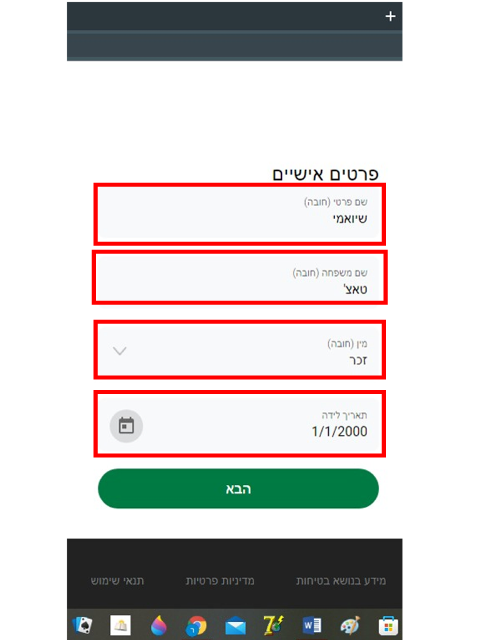 פרטים אישיים
שם פרטי (חובה)
שיואמי
שם משפחה (חובה)
טאצ'
מין (חובה)
זכר
תאריך לידה
1/1/2000
הבא
מידע בנושא בטיחות מדיניות פרטיות תנאי שימוש